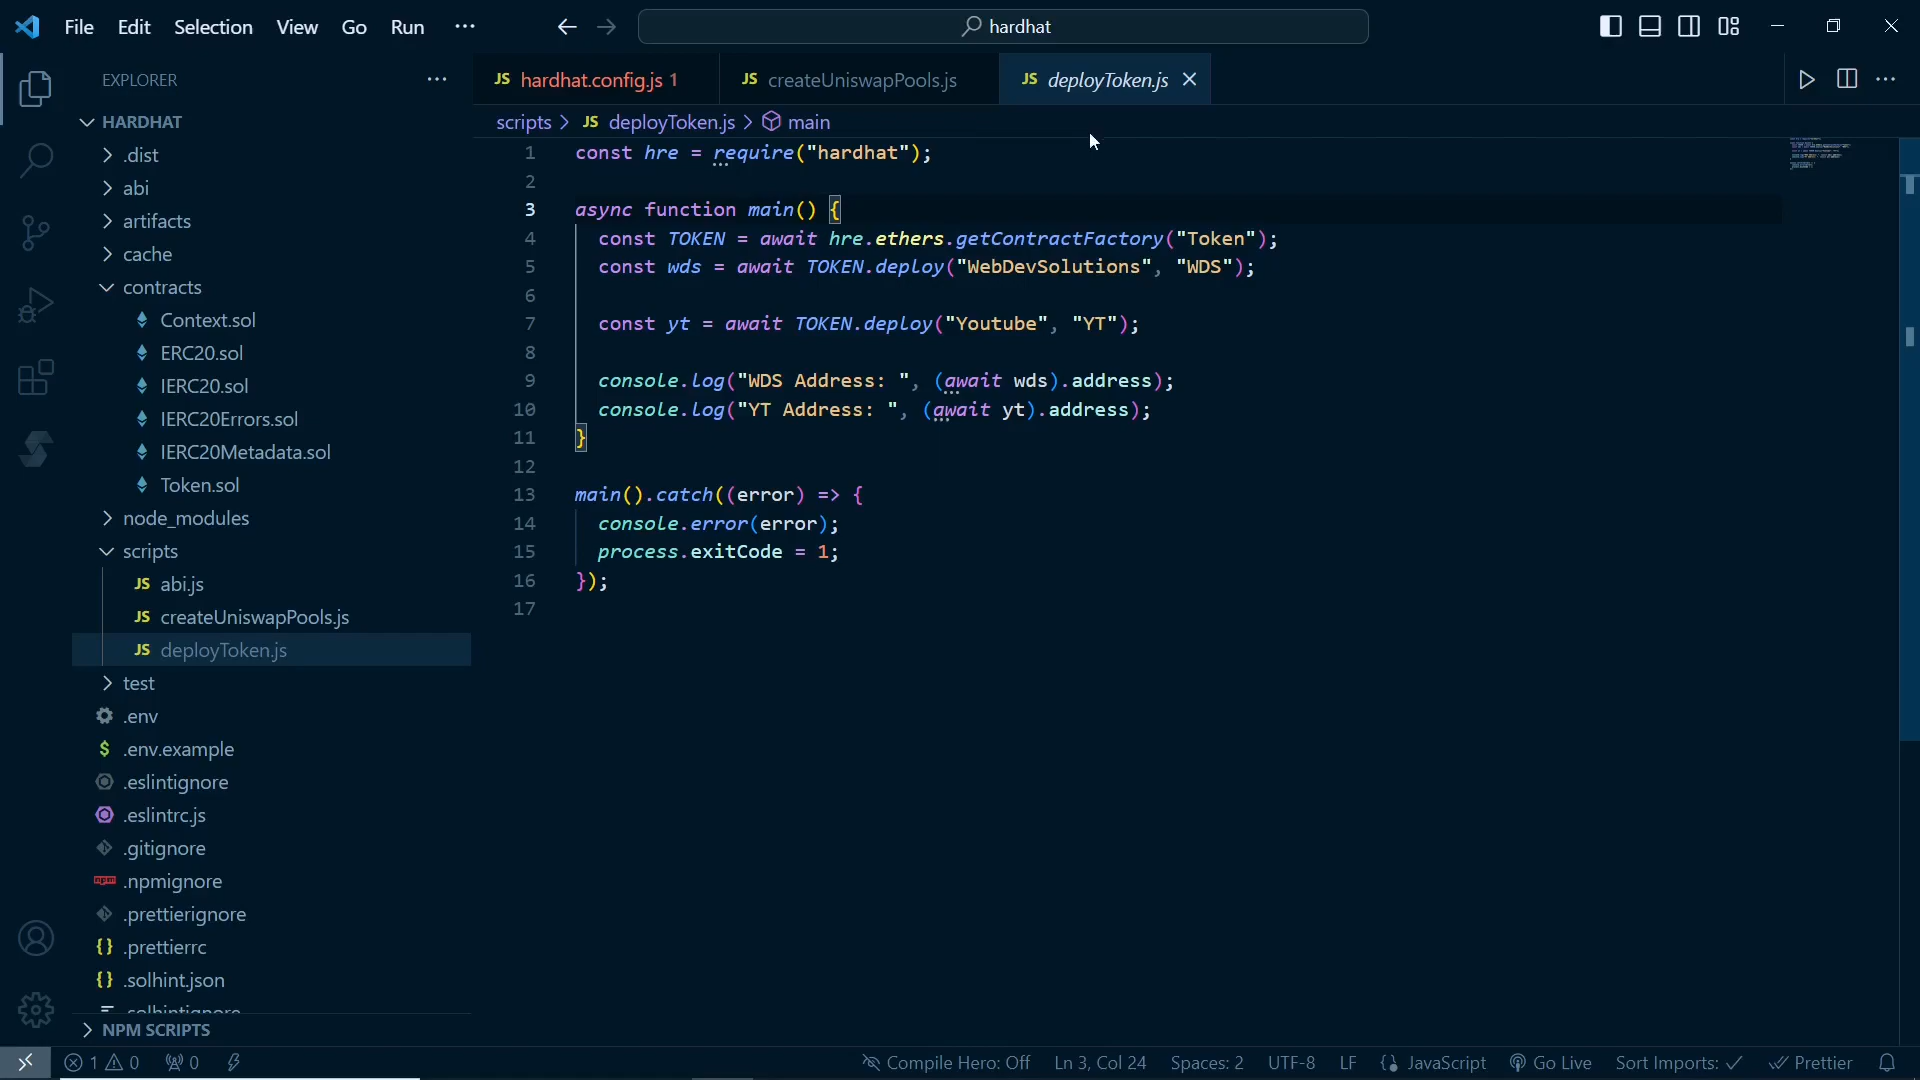 File Edit Selection View Go Run ···
hardhat
EXPLORER ···
JS hardhat.config.js 1
JS createUniswapPools.js
JS deployToken.js
scripts > JS deployToken.js > main
HARDHAT
.dist
abi
artifacts
cache
contracts
Context.sol
ERC20.sol
IERC20.sol
IERC20Errors.sol
IERC20Metadata.sol
Token.sol
node_modules
scripts
JS abi.js
JS createUniswapPools.js
JS deployToken.js
test
.env
$ .env.example
.eslintignore
.eslintrc.js
.gitignore
npm .npmignore
.prettierignore
{} .prettierrc
{} .solhint.json
.solhintignore
NPM SCRIPTS
1 const hre = require("hardhat");
2
3 async function main() {
4 const TOKEN = await hre.ethers.getContractFactory("Token");
5 const wds = await TOKEN.deploy("WebDevSolutions", "WDS");
6
7 const yt = await TOKEN.deploy("Youtube", "YT");
8
9 console.log("WDS Address: ", (await wds).address);
10 console.log("YT Address: ", (await yt).address);
11 }
12
13 main().catch((error) => {
14 console.error(error);
15 process.exitCode = 1;
16 });
17
1 0 0 Compile Hero: Off Ln 3, Col 24 Spaces: 2 UTF-8 LF {} JavaScript Go Live Sort Imports: ✓ Prettier